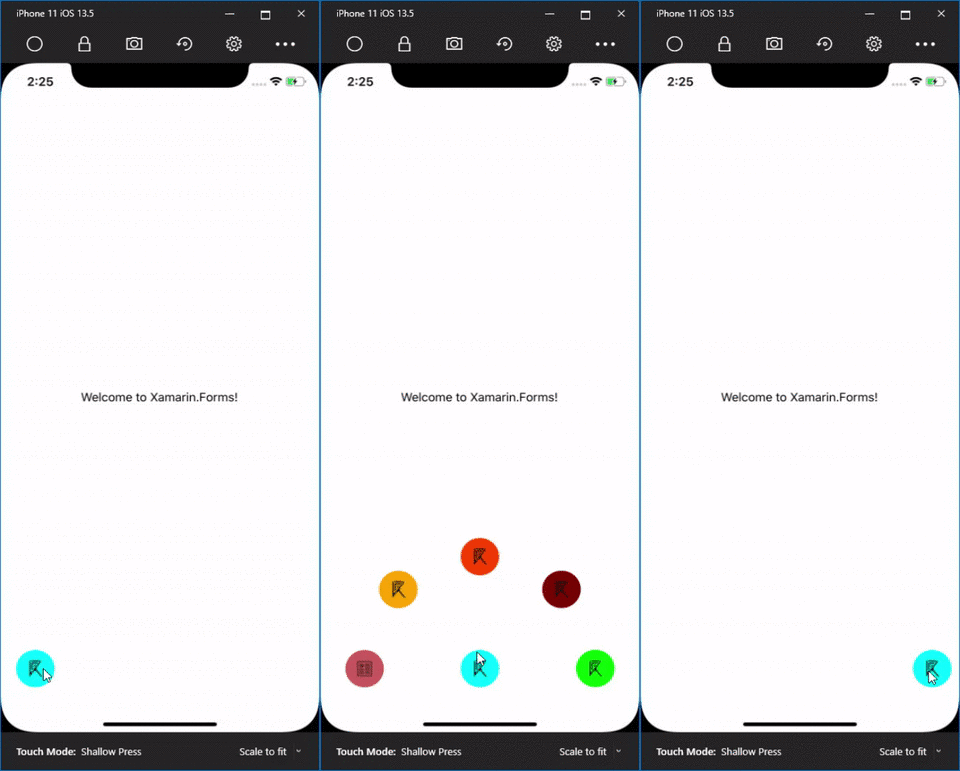 iPhone 11 iOS 13.5
2:25
Welcome to Xamarin.Forms!
Touch Mode: Shallow Press
Scale to fit
iPhone 11 iOS 13.5
2:25
Welcome to Xamarin.Forms!
Touch Mode: Shallow Press
Scale to fit
iPhone 11 iOS 13.5
2:25
Welcome to Xamarin.Forms!
Touch Mode: Shallow Press
Scale to fit